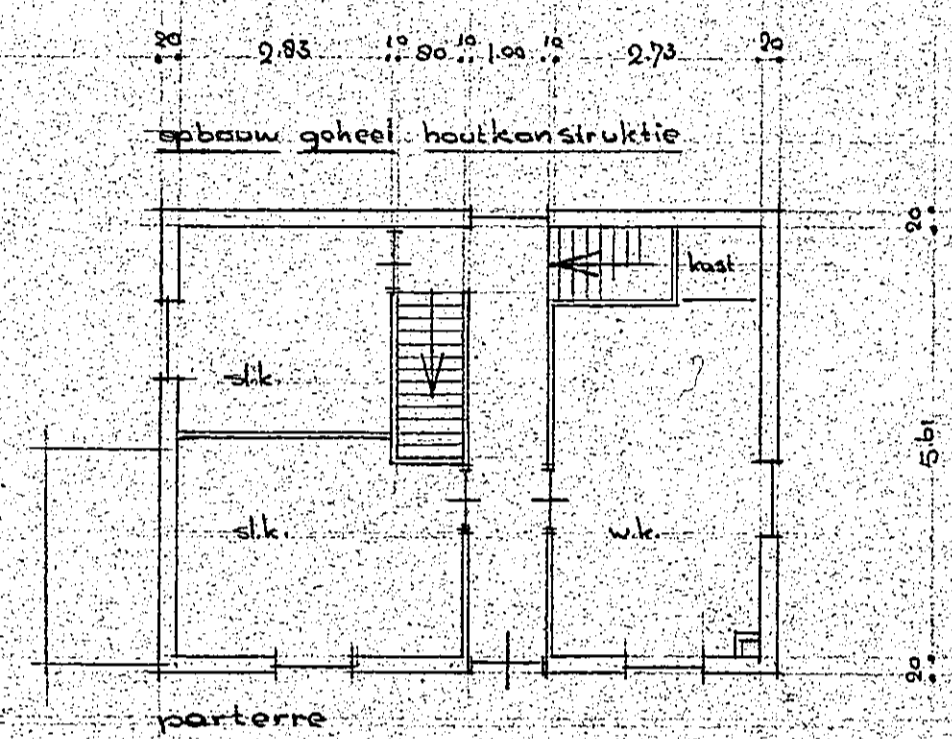 20 2.83 10 80 10 1.00 10 2.73 20
opbouw geheel houtkonstruktie
20
kast
sl.k.
5.61
sl.k. w.k.
20
parterre